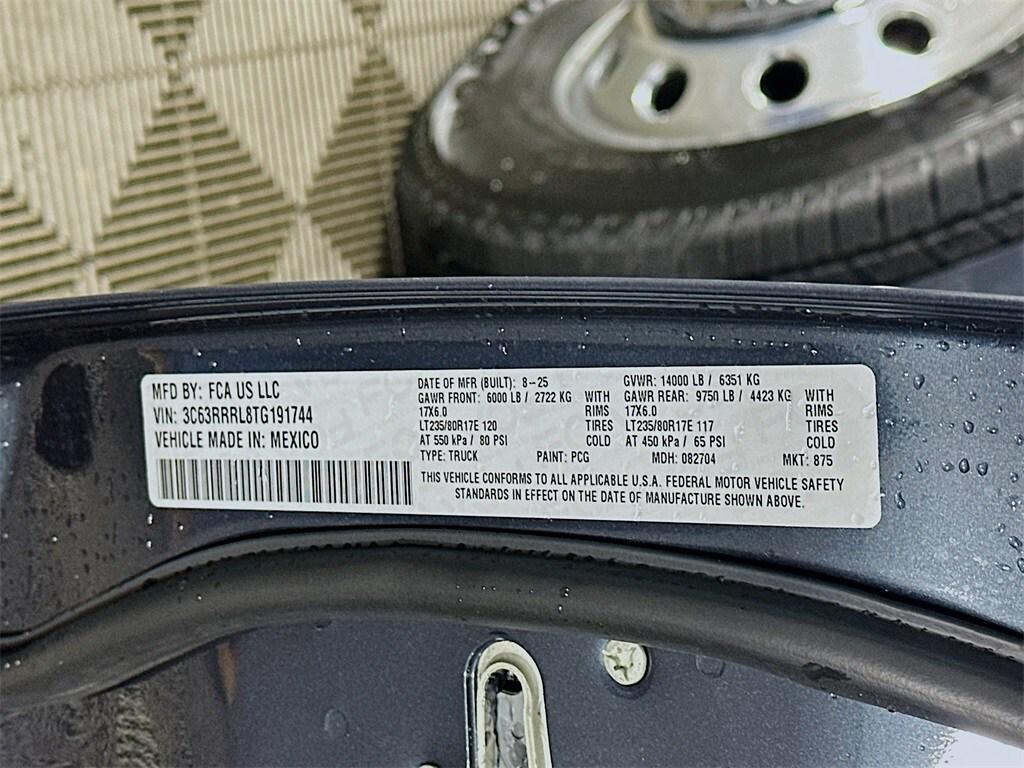 MFD BY: FCA US LLC
VIN: 3C63RRRL8TG191744
VEHICLE MADE IN: MEXICO
DATE OF MFR (BUILT): 8-25 GVWR: 14000 LB / 6351 KG
GAWR FRONT: 6000 LB / 2722 KG WITH GAWR REAR: 9750 LB / 4423 KG WITH
17X6.0 RIMS 17X6.0 RIMS
LT235/80R17E 120 TIRES LT235/80R17E 117 TIRES
AT 550 kPa / 80 PSI COLD AT 450 kPa / 65 PSI COLD
TYPE: TRUCK PAINT: PCG MDH: 082704 MKT: 875
THIS VEHICLE CONFORMS TO ALL APPLICABLE U.S.A. FEDERAL MOTOR VEHICLE SAFETY
STANDARDS IN EFFECT ON THE DATE OF MANUFACTURE SHOWN ABOVE.